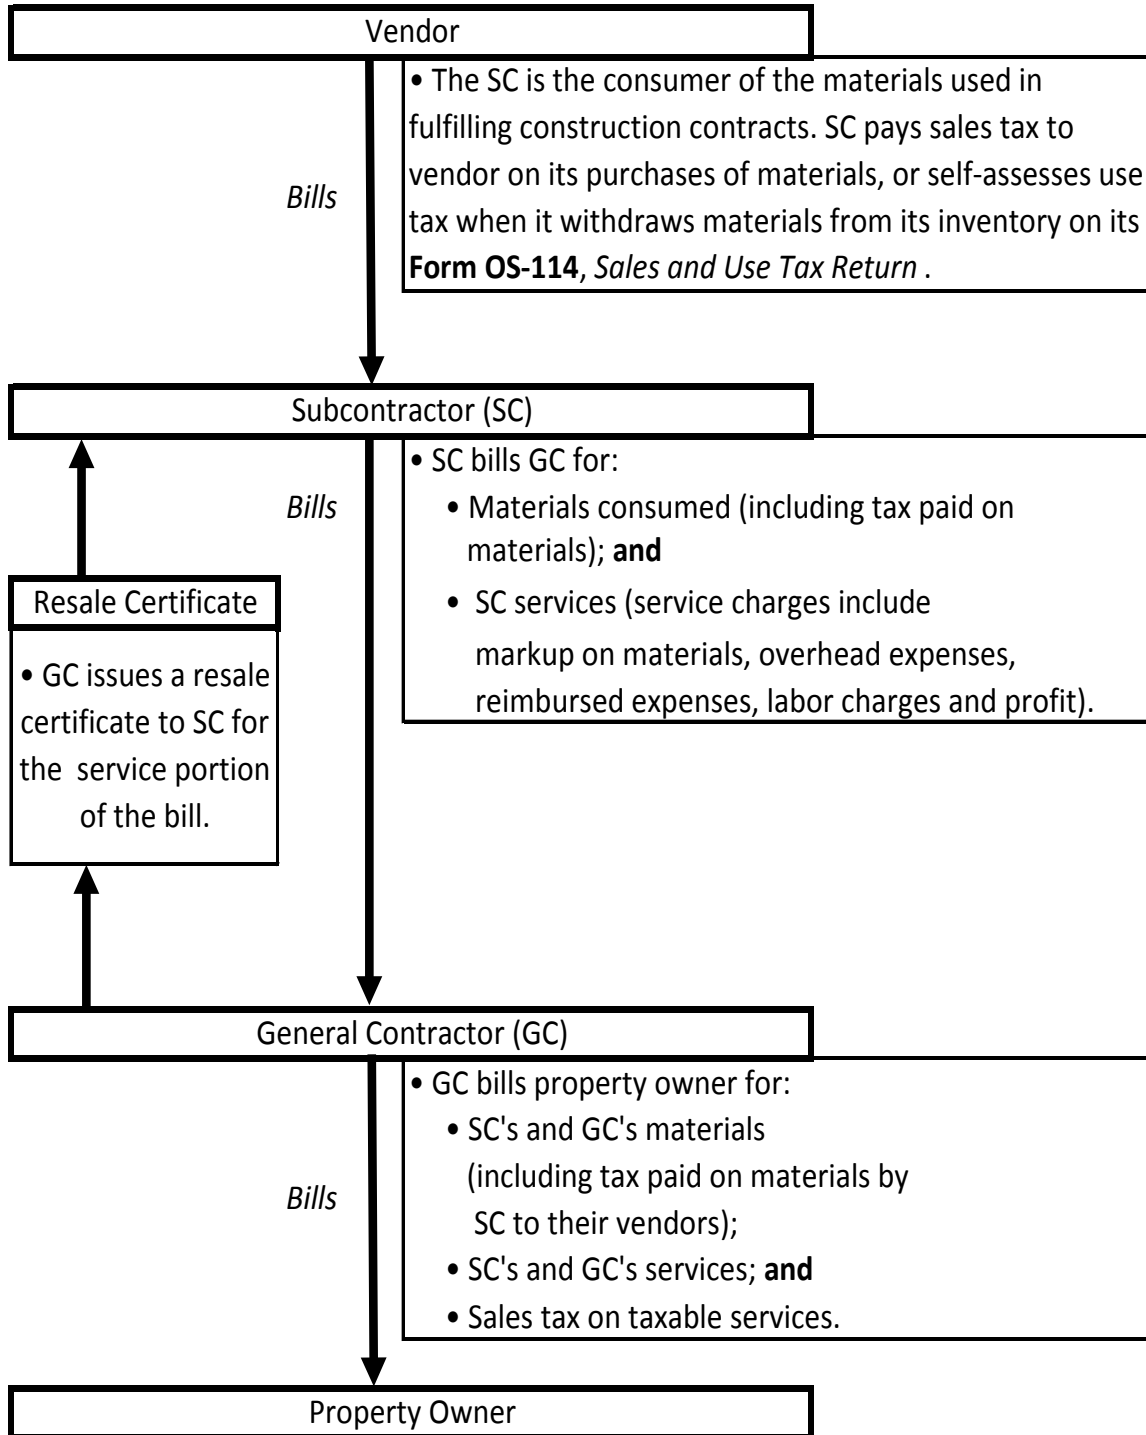 Vendor
• The SC is the consumer of the materials used in
fulfilling construction contracts. SC pays sales tax to
vendor on its purchases of materials, or self-assesses use
tax when it withdraws materials from its inventory on its
Form OS-114, Sales and Use Tax Return .
Bills
Subcontractor (SC)
• SC bills GC for:
• Materials consumed (including tax paid on
materials); and
• SC services (service charges include
markup on materials, overhead expenses,
reimbursed expenses, labor charges and profit).
Bills
Resale Certificate
• GC issues a resale
certificate to SC for
the service portion
of the bill.
General Contractor (GC)
• GC bills property owner for:
• SC's and GC's materials
(including tax paid on materials by
SC to their vendors);
• SC's and GC's services; and
• Sales tax on taxable services.
Bills
Property Owner